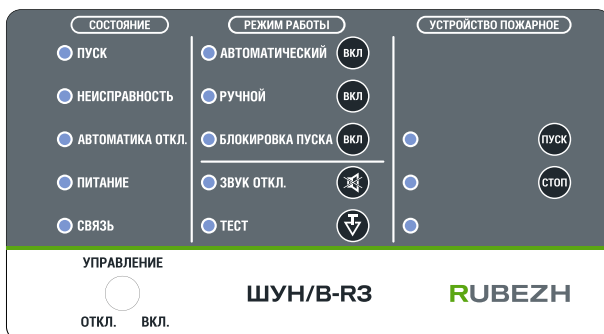 СОСТОЯНИЕ
ПУСК
НЕИСПРАВНОСТЬ
АВТОМАТИКА ОТКЛ.
ПИТАНИЕ
СВЯЗЬ
РЕЖИМ РАБОТЫ
АВТОМАТИЧЕСКИЙ ВКЛ
РУЧНОЙ ВКЛ
БЛОКИРОВКА ПУСКА ВКЛ
ЗВУК ОТКЛ.
ТЕСТ
УСТРОЙСТВО ПОЖАРНОЕ
ПУСК
СТОП
УПРАВЛЕНИЕ
ОТКЛ. ВКЛ.
ШУН/В-R3
RUBEZH